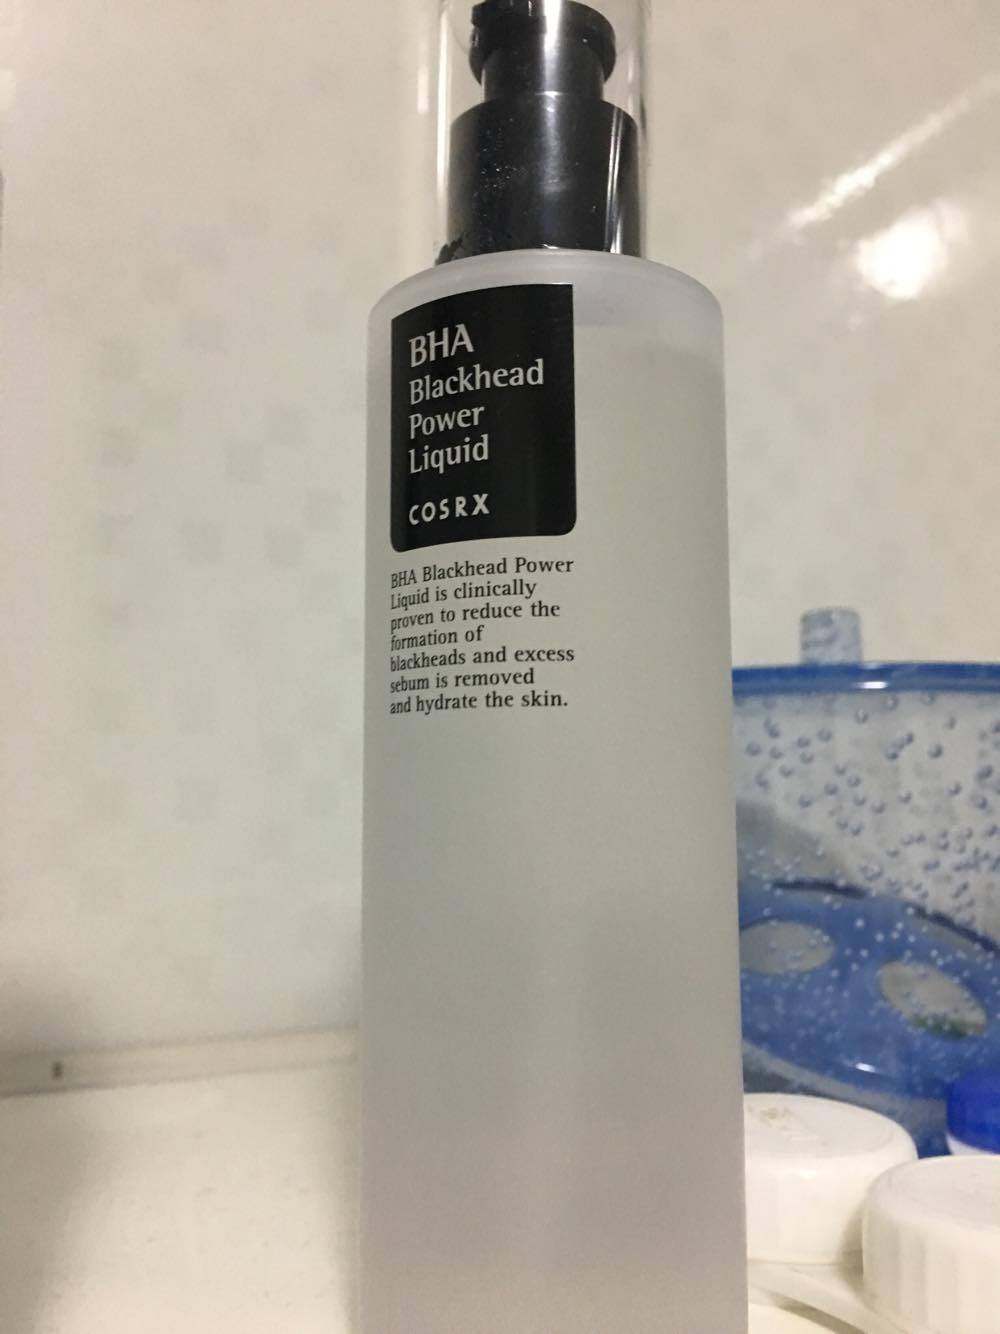 BHA
Blackhead
Power
Liquid
COSRX
BHA Blackhead Power
Liquid is clinically
proven to reduce the
formation of
blackheads and excess
sebum is removed
and hydrate the skin.